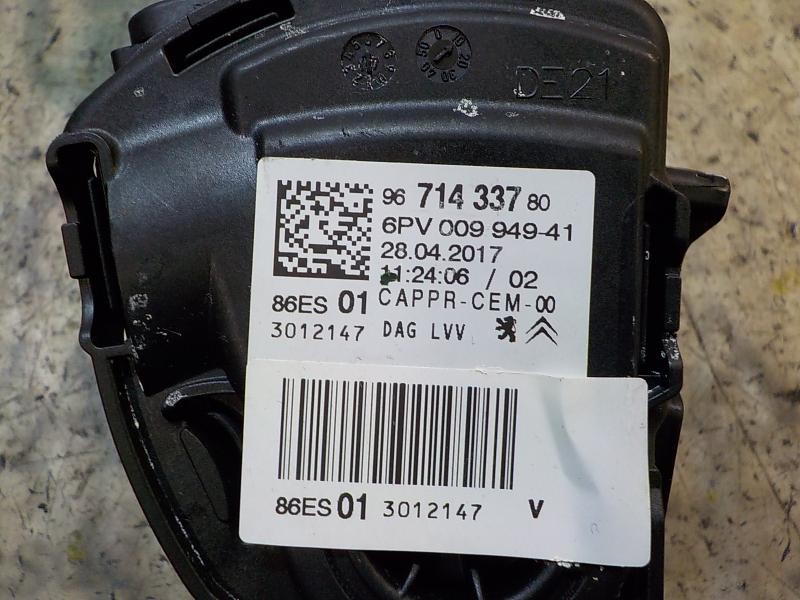 DE21
96 714 337 80
6PV 009 949-41
28.04.2017
11:24:06 / 02
86ES 01 CAPPR-CEM-00
3012147 DAG LVV
86ES 01 3012147 V